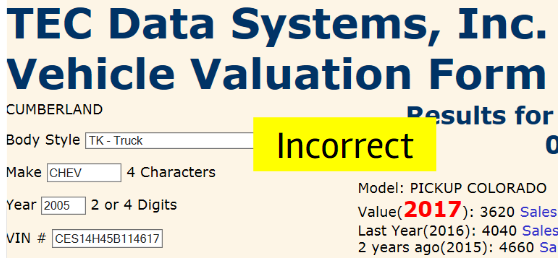 TEC Data Systems, Inc.
Vehicle Valuation Form
CUMBERLAND
Body Style TK - Truck
Make CHEV 4 Characters
Year 2005 2 or 4 Digits
VIN # CES14H45B114617
Incorrect
Results for
Model: PICKUP COLORADO
Value(2017): 3620 Sales
Last Year(2016): 4040 Sales
2 years ago(2015): 4660 Sa